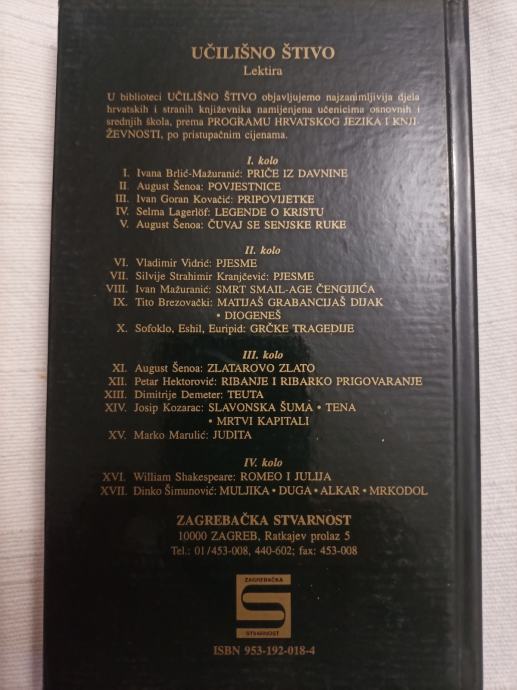 UČILIŠNO ŠTIVO
Lektira
U biblioteci UČILIŠNO ŠTIVO objavljujemo najzanimljivija djela
hrvatskih i stranih književnika namijenjena učenicima osnovnih i
srednjih škola, prema PROGRAMU HRVATSKOG JEZIKA I KNJI-
ŽEVNOSTI, po pristupačnim cijenama.
I. kolo
I. Ivana Brlić-Mažuranić: PRIČE IZ DAVNINE
II. August Šenoa: POVJESTNICE
III. Ivan Goran Kovačić: PRIPOVIJETKE
IV. Selma Lagerlöf: LEGENDE O KRISTU
V. August Šenoa: ČUVAJ SE SENJSKE RUKE
II. kolo
VI. Vladimir Vidrić: PJESME
VII. Silvije Strahimir Kranjčević: PJESME
VIII. Ivan Mažuranić: SMRT SMAIL-AGE ČENGIJIĆA
IX. Tito Brezovački: MATIJAŠ GRABANCIJAŠ DIJAK
• DIOGENEŠ
X. Sofoklo, Eshil, Euripid: GRČKE TRAGEDIJE
III. kolo
XI. August Šenoa: ZLATAROVO ZLATO
XII. Petar Hektorović: RIBANJE I RIBARKO PRIGOVARANJE
XIII. Dimitrije Demeter: TEUTA
XIV. Josip Kozarac: SLAVONSKA ŠUMA • TENA
• MRTVI KAPITALI
XV. Marko Marulić: JUDITA
IV. kolo
XVI. William Shakespeare: ROMEO I JULIJA
XVII. Dinko Šimunović: MULJIKA • DUGA • ALKAR • MRKODOL
ZAGREBAČKA STVARNOST
10000 ZAGREB, Ratkajev prolaz 5
Tel.: 01/453-008, 440-602; fax: 453-008
ZAGREBAČKA
S
STVARNOST
ISBN 953-192-018-4